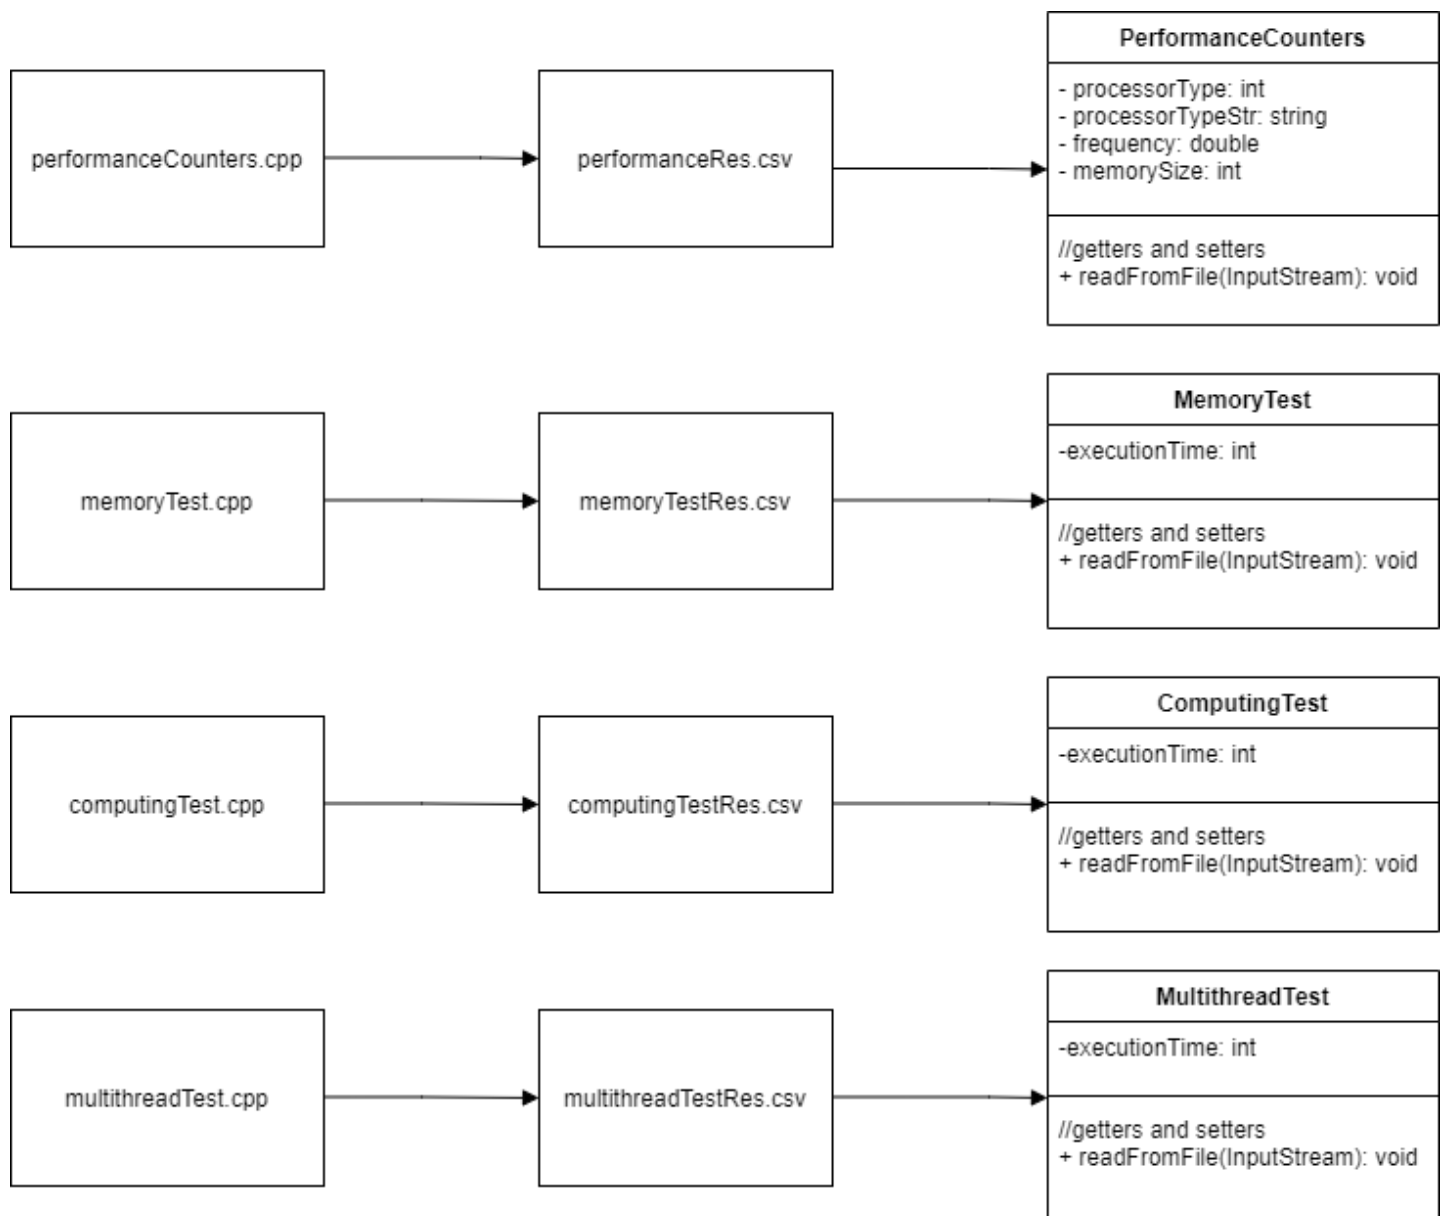 performanceCounters.cpp
performanceRes.csv
PerformanceCounters
- processorType: int
- processorTypeStr: string
- frequency: double
- memorySize: int
//getters and setters
+ readFromFile(InputStream): void
memoryTest.cpp
memoryTestRes.csv
MemoryTest
-executionTime: int
//getters and setters
+ readFromFile(InputStream): void
computingTest.cpp
computingTestRes.csv
ComputingTest
-executionTime: int
//getters and setters
+ readFromFile(InputStream): void
multithreadTest.cpp
multithreadTestRes.csv
MultithreadTest
-executionTime: int
//getters and setters
+ readFromFile(InputStream): void